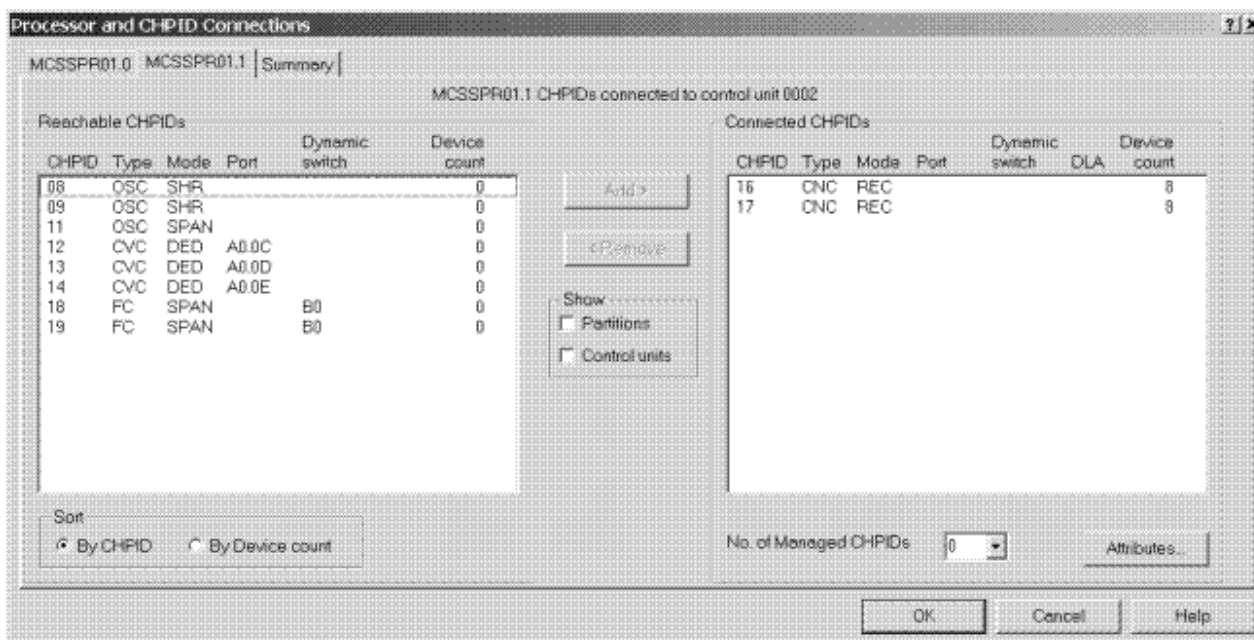 Processor and CHPID Connections
MCSSPR01.0 MCSSPR01.1 Summary
MCSSPR01.1 CHPIDs connected to control unit 0002
Reachable CHPIDs
CHPID Type Mode Port Dynamic switch Device count
08 OSC SHR 0
09 OSC SHR 0
11 OSC SPAN 0
12 CVC DED A0.0C 0
13 CVC DED A0.0D 0
14 CVC DED A0.0E 0
18 FC SPAN B0 0
19 FC SPAN B0 0
Sort
By CHPID By Device count
Add >
< Remove
Show
Partitions
Control units
Connected CHPIDs
CHPID Type Mode Port Dynamic switch DLA Device count
16 CNC REC 8
17 CNC REC 8
No. of Managed CHPIDs 0
Attributes...
OK Cancel Help